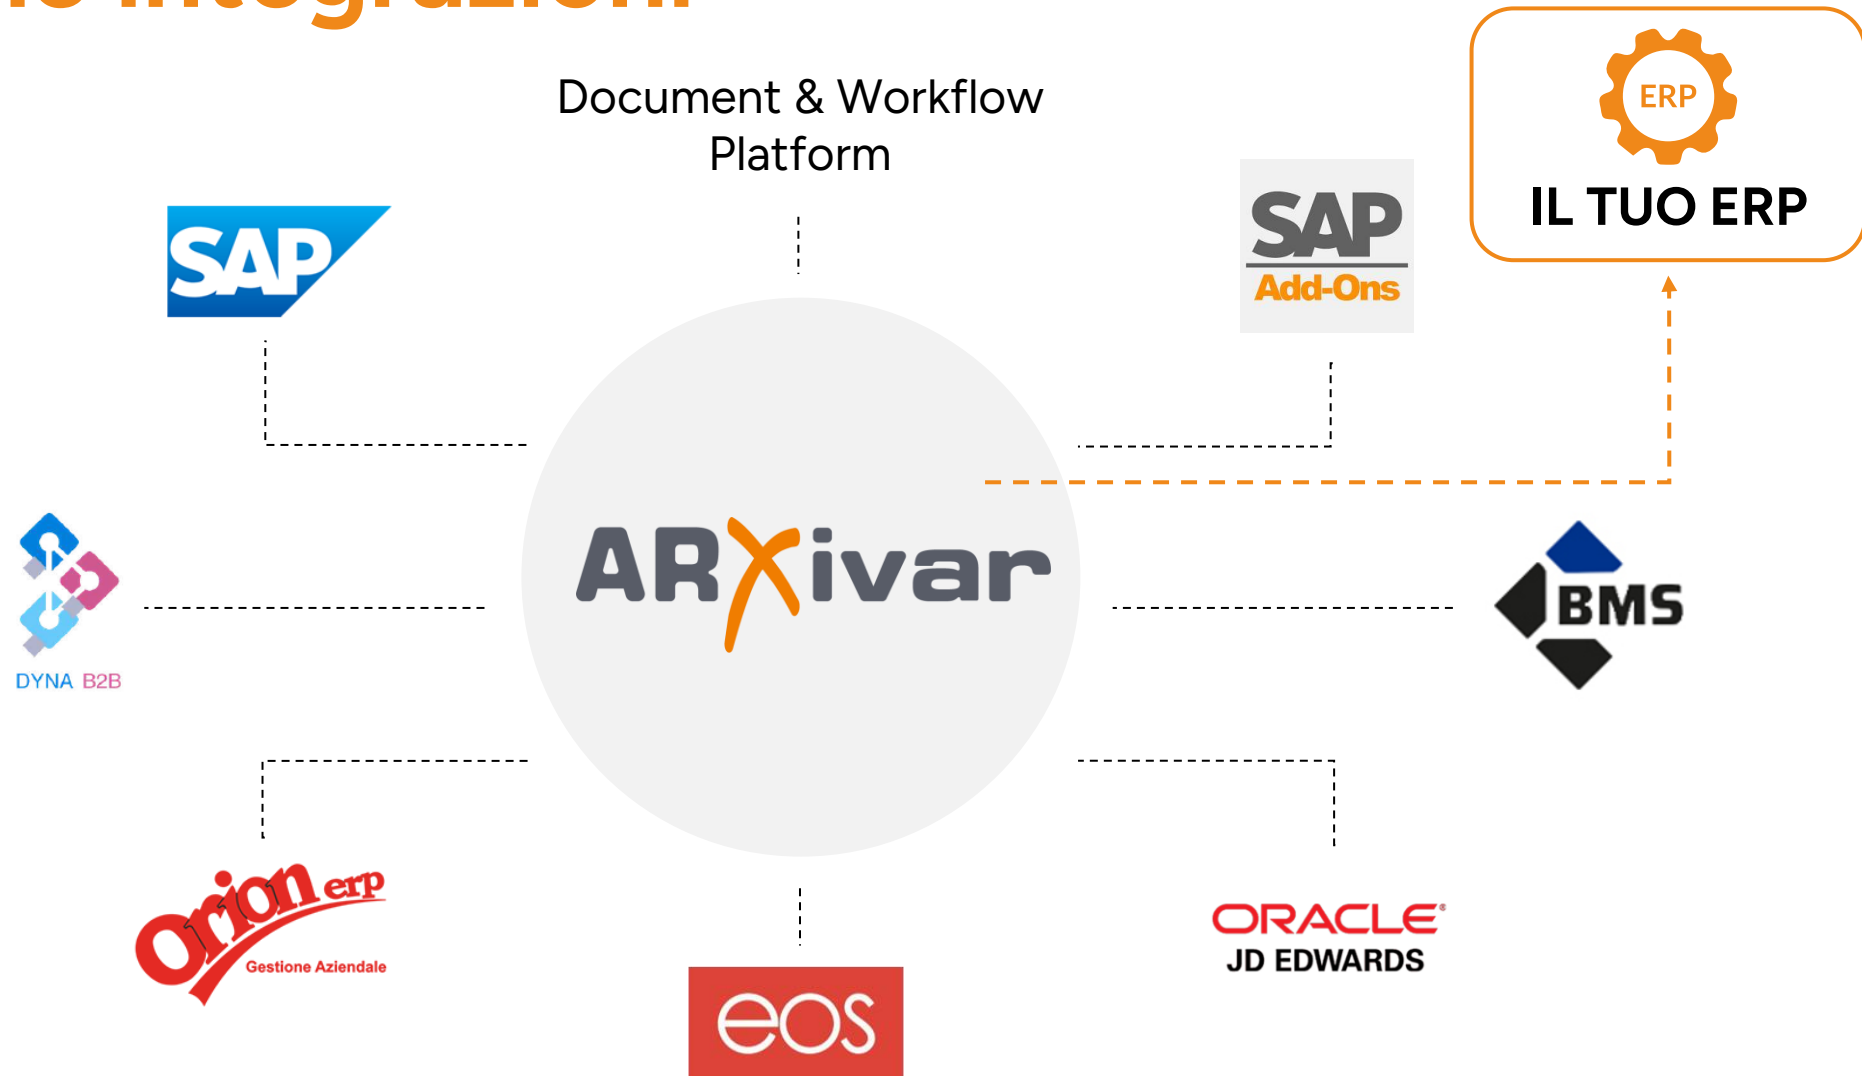 integrazioni
ERP
IL TUO ERP
Document & Workflow
Platform
SAP
SAP
Add-Ons
ARXivar
DYNA B2B
BMS
Orion erp
Gestione Aziendale
ORACLE®
JD EDWARDS
eos